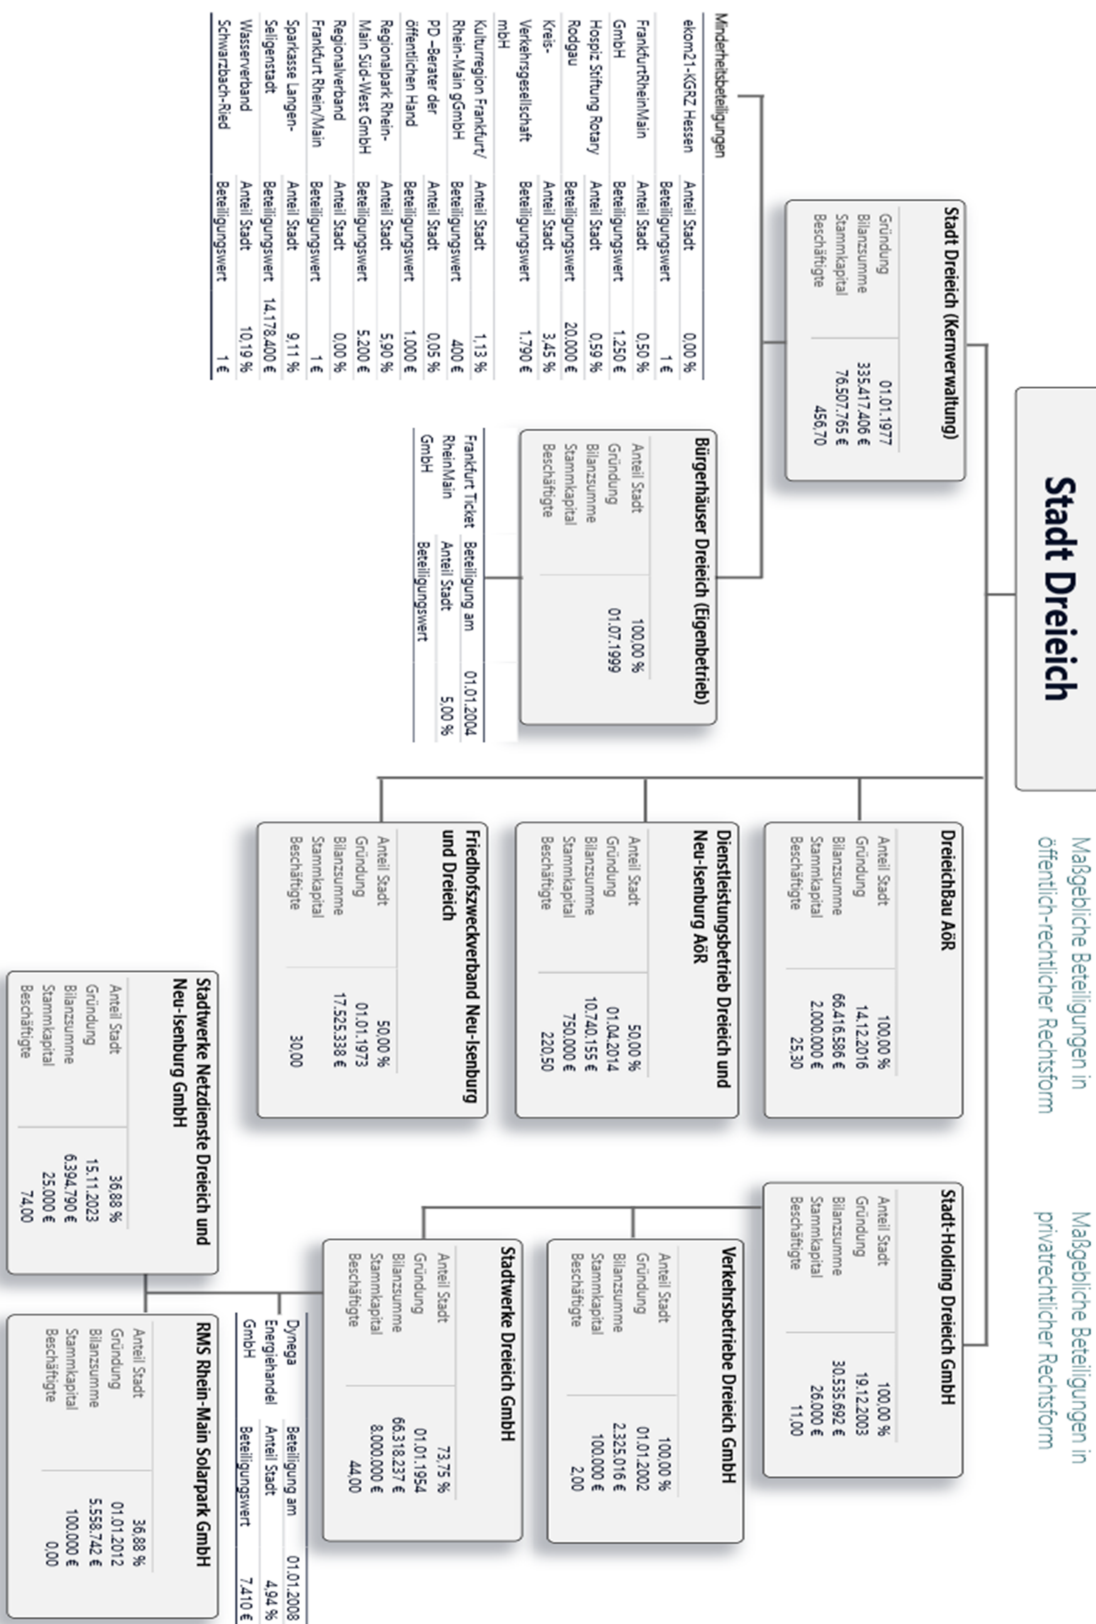 Stadt Dreieich
Maßgebliche Beteiligungen in
öffentlich-rechtlicher Rechtsform
Maßgebliche Beteiligungen in
privatrechtlicher Rechtsform
Stadt Dreieich (Kernverwaltung)
Gründung 01.01.1977
Bilanzsumme 335.417.406 €
Stammkapital 76.507.765 €
Beschäftigte 456,70
Minderheitsbeteiligungen
ekom21-KGRZ Hessen Anteil Stadt 0,00 %
Beteiligungswert 1 €
FrankfurtRheinMain Anteil Stadt 0,50 %
GmbH Beteiligungswert 1.250 €
Hospiz Stiftung Rotary Anteil Stadt 0,59 %
Rodgau Beteiligungswert 20.000 €
Kreis- Anteil Stadt 3,45 %
Verkehrsgesellschaft Beteiligungswert 1.790 €
mbH
Kulturregion Frankfurt/ Anteil Stadt 1,13 %
Rhein-Main gGmbH Beteiligungswert 400 €
PD –Berater der Anteil Stadt 0,05 %
öffentlichen Hand Beteiligungswert 1.000 €
Regionalpark Rhein- Anteil Stadt 5,90 %
Main Süd-West GmbH Beteiligungswert 5.200 €
Regionalverband Anteil Stadt 0,00 %
Frankfurt Rhein/Main Beteiligungswert 1 €
Sparkasse Langen- Anteil Stadt 9,11 %
Seligenstadt Beteiligungswert 14.178.400 €
Wasserverband Anteil Stadt 10,19 %
Schwarzbach-Ried Beteiligungswert 1 €
Bürgerhäuser Dreieich (Eigenbetrieb)
Anteil Stadt 100,00 %
Gründung 01.07.1999
Bilanzsumme
Stammkapital
Beschäftigte
Frankfurt Ticket Beteiligung am 01.01.2004
RheinMain Anteil Stadt 5,00 %
GmbH Beteiligungswert
DreieichBau AöR
Anteil Stadt 100,00 %
Gründung 14.12.2016
Bilanzsumme 66.416.586 €
Stammkapital 2.000.000 €
Beschäftigte 25,30
Dienstleistungsbetrieb Dreieich und
Neu-Isenburg AöR
Anteil Stadt 50,00 %
Gründung 01.04.2014
Bilanzsumme 10.740.155 €
Stammkapital 750.000 €
Beschäftigte 220,50
Friedhofszweckverband Neu-Isenburg
und Dreieich
Anteil Stadt 50,00 %
Gründung 01.01.1973
Bilanzsumme 17.525.338 €
Stammkapital
Beschäftigte 30,00
Stadt-Holding Dreieich GmbH
Anteil Stadt 100,00 %
Gründung 19.12.2003
Bilanzsumme 30.535.692 €
Stammkapital 26.000 €
Beschäftigte 11,00
Verkehrsbetriebe Dreieich GmbH
Anteil Stadt 100,00 %
Gründung 01.01.2002
Bilanzsumme 2.325.016 €
Stammkapital 100.000 €
Beschäftigte 2,00
Stadtwerke Dreieich GmbH
Anteil Stadt 73,75 %
Gründung 01.01.1954
Bilanzsumme 66.318.237 €
Stammkapital 8.000.000 €
Beschäftigte 44,00
Dynega Beteiligung am 01.01.2008
Energiehandel Anteil Stadt 4,94 %
GmbH Beteiligungswert 7.410 €
Stadtwerke Netzdienste Dreieich und
Neu-Isenburg GmbH
Anteil Stadt 36,88 %
Gründung 15.11.2023
Bilanzsumme 6.394.790 €
Stammkapital 25.000 €
Beschäftigte 74,00
RMS Rhein-Main Solarpark GmbH
Anteil Stadt 36,88 %
Gründung 01.01.2012
Bilanzsumme 5.558.742 €
Stammkapital 100.000 €
Beschäftigte 0,00